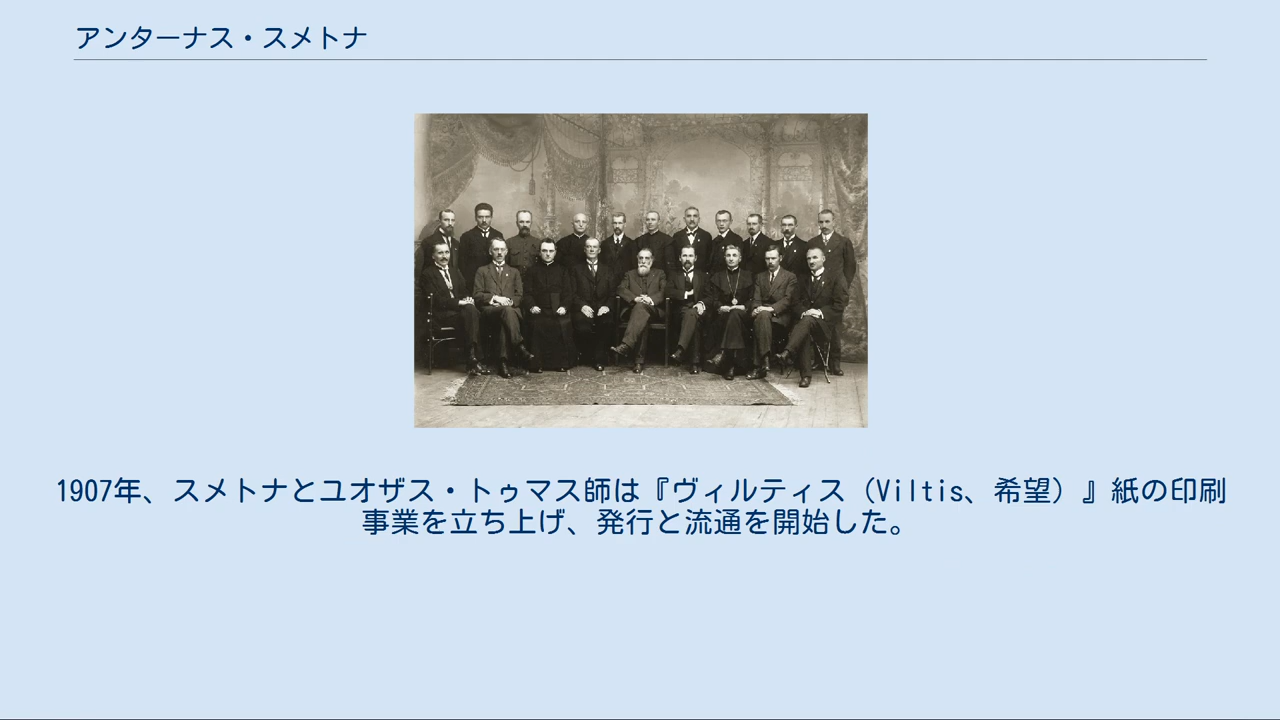 アンターナス・スメトナ
1907年、スメトナとユオザス・トゥマス師は『ヴィルティス（Viltis、希望）』紙の印刷
事業を立ち上げ、発行と流通を開始した。